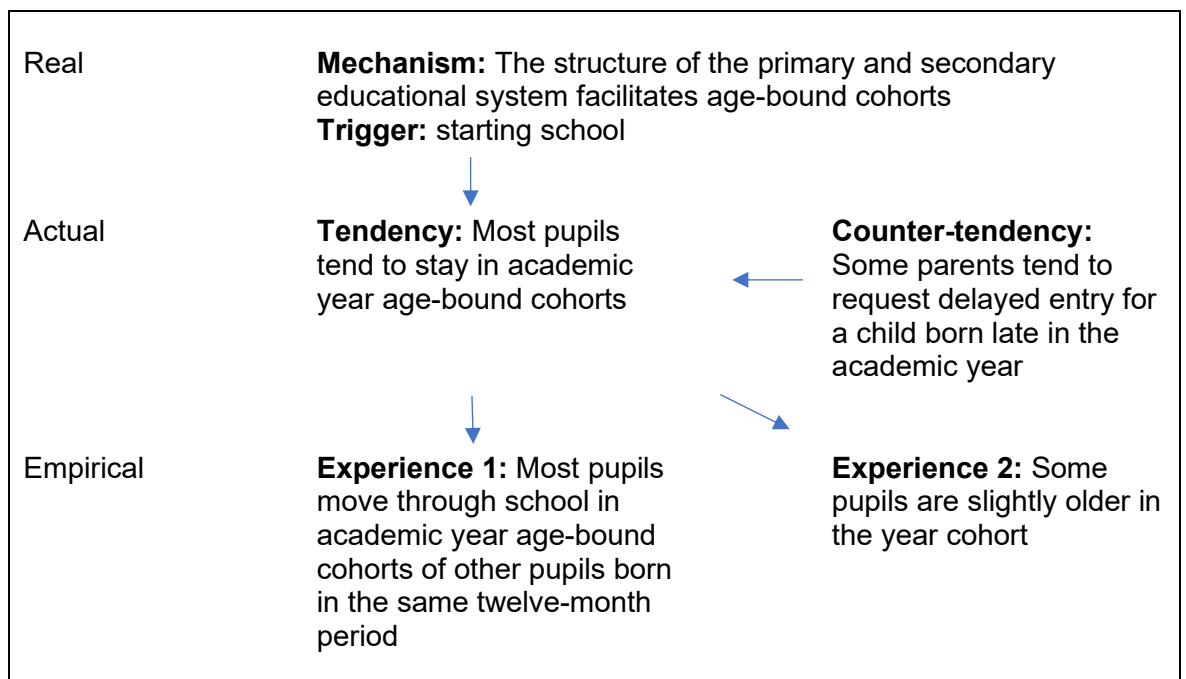 Real
Mechanism: The structure of the primary and secondary
educational system facilitates age-bound cohorts
Trigger: starting school
Actual
Tendency: Most pupils
tend to stay in academic
year age-bound cohorts
Counter-tendency:
Some parents tend to
request delayed entry for
a child born late in the
academic year
Empirical
Experience 1: Most pupils
move through school in
academic year age-bound
cohorts of other pupils born
in the same twelve-month
period
Experience 2: Some
pupils are slightly older in
the year cohort